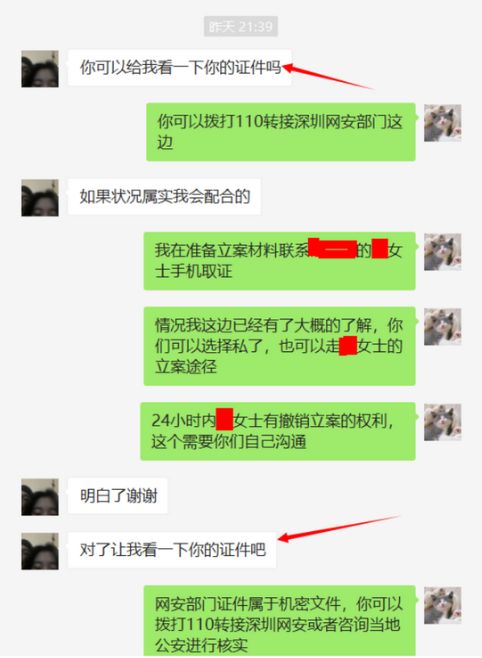 昨天 21:39
你可以给我看一下你的证件吗
你可以拨打110转接深圳网安部门这
边
如果状况属实我会配合的
我在准备立案材料联系的女
士手机取证
情况我这边已经有了大概的了解，你
们可以选择私了，也可以走女士的
立案途径
24小时内女士有撤销立案的权利，
这个需要你们自己沟通
明白了谢谢
对了让我看一下你的证件吧
网安部门证件属于机密文件，你可以
拨打110转接深圳网安或者咨询当地
公安进行核实